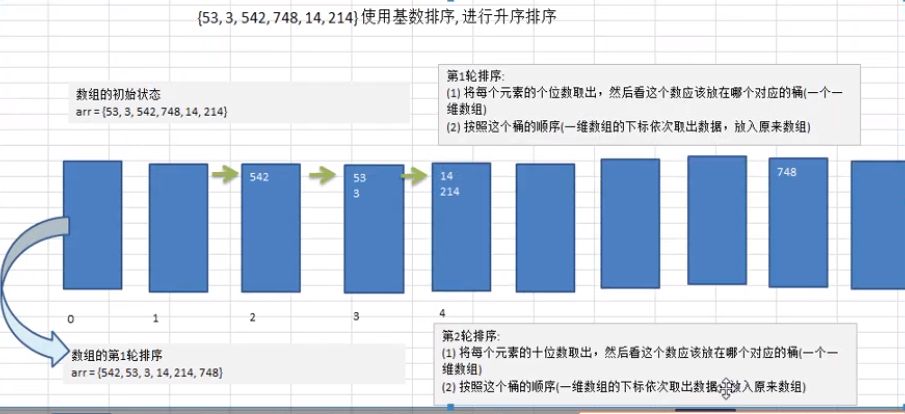 {53, 3, 542, 748, 14, 214} 使用基数排序, 进行升序排序
数组的初始状态
arr = {53, 3, 542, 748, 14, 214}
第1轮排序:
(1) 将每个元素的个位数取出，然后看这个数应该放在哪个对应的桶(一个一
维数组)
(2) 按照这个桶的顺序(一维数组的下标依次取出数据，放入原来数组)
542
53
3
14
214
748
0
1
2
3
4
数组的第1轮排序
arr = {542, 53, 3, 14, 214, 748}
第2轮排序:
(1) 将每个元素的十位数取出，然后看这个数应该放在哪个对应的桶(一个一
维数组)
(2) 按照这个桶的顺序(一维数组的下标依次取出数据，放入原来数组)